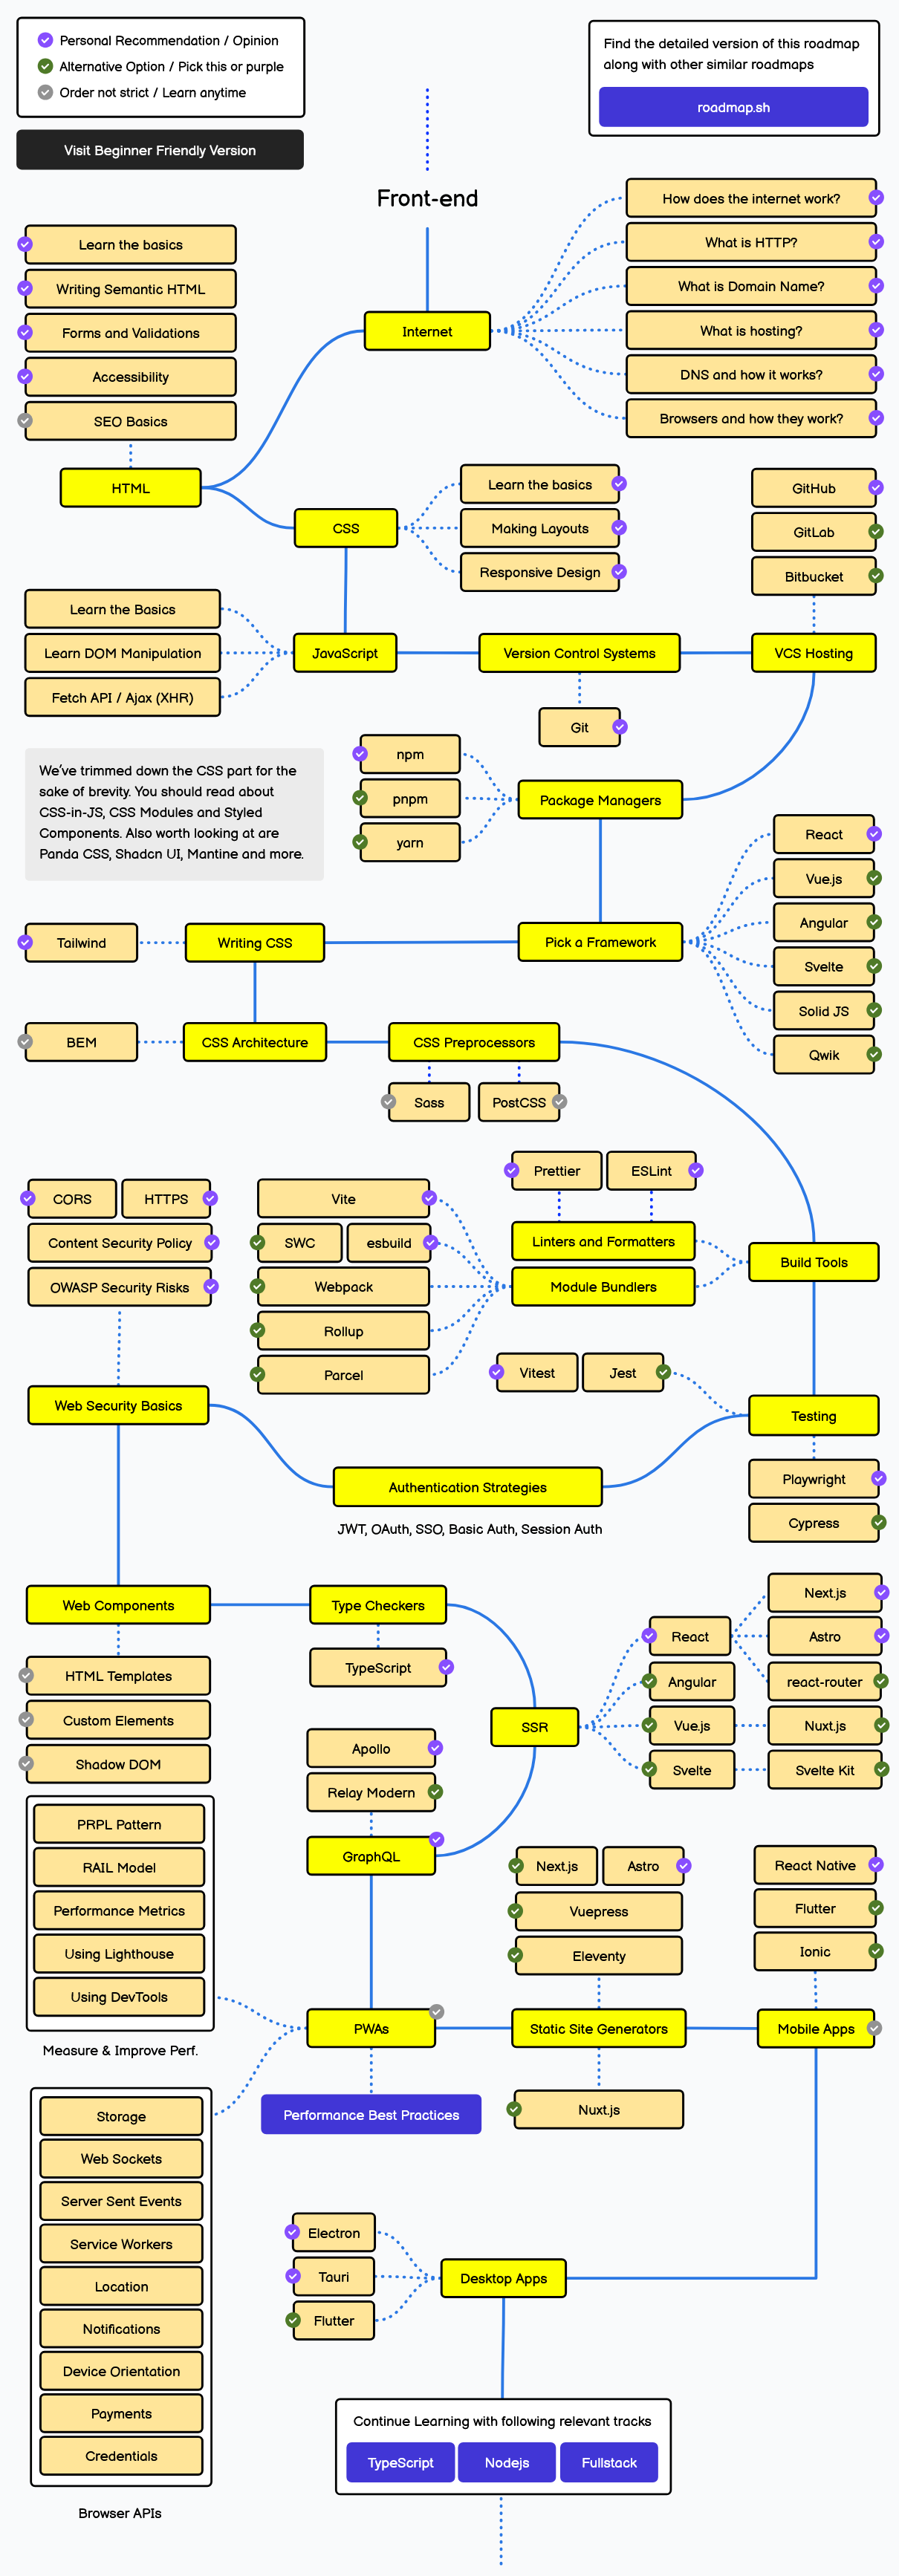 Personal Recommendation / Opinion
Alternative Option / Pick this or purple
Order not strict / Learn anytime
Visit Beginner Friendly Version
Find the detailed version of this roadmap
along with other similar roadmaps
roadmap.sh
Front-end
Internet
How does the internet work?
What is HTTP?
What is Domain Name?
What is hosting?
DNS and how it works?
Browsers and how they work?
Learn the basics
Writing Semantic HTML
Forms and Validations
Accessibility
SEO Basics
HTML
CSS
Learn the basics
Making Layouts
Responsive Design
GitHub
GitLab
Bitbucket
Learn the Basics
Learn DOM Manipulation
Fetch API / Ajax (XHR)
JavaScript
Version Control Systems
VCS Hosting
Git
We've trimmed down the CSS part for the
sake of brevity. You should read about
CSS-in-JS, CSS Modules and Styled
Components. Also worth looking at are
Panda CSS, Shadcn UI, Mantine and more.
npm
pnpm
yarn
Package Managers
React
Vue.js
Angular
Svelte
Solid JS
Qwik
Tailwind
Writing CSS
Pick a Framework
BEM
CSS Architecture
CSS Preprocessors
Sass
PostCSS
Prettier
ESLint
Linters and Formatters
Module Bundlers
Build Tools
CORS
HTTPS
Content Security Policy
OWASP Security Risks
Vite
SWC
esbuild
Webpack
Rollup
Parcel
Vitest
Jest
Testing
Playwright
Cypress
Web Security Basics
Authentication Strategies
JWT, OAuth, SSO, Basic Auth, Session Auth
Web Components
Type Checkers
TypeScript
HTML Templates
Custom Elements
Shadow DOM
SSR
React
Angular
Vue.js
Svelte
Next.js
Astro
react-router
Nuxt.js
Svelte Kit
Apollo
Relay Modern
GraphQL
PRPL Pattern
RAIL Model
Performance Metrics
Using Lighthouse
Using DevTools
Measure & Improve Perf.
Next.js
Astro
Vuepress
Eleventy
React Native
Flutter
Ionic
PWAs
Static Site Generators
Mobile Apps
Performance Best Practices
Nuxt.js
Storage
Web Sockets
Server Sent Events
Service Workers
Location
Notifications
Device Orientation
Payments
Credentials
Browser APIs
Electron
Tauri
Flutter
Desktop Apps
Continue Learning with following relevant tracks
TypeScript
Nodejs
Fullstack